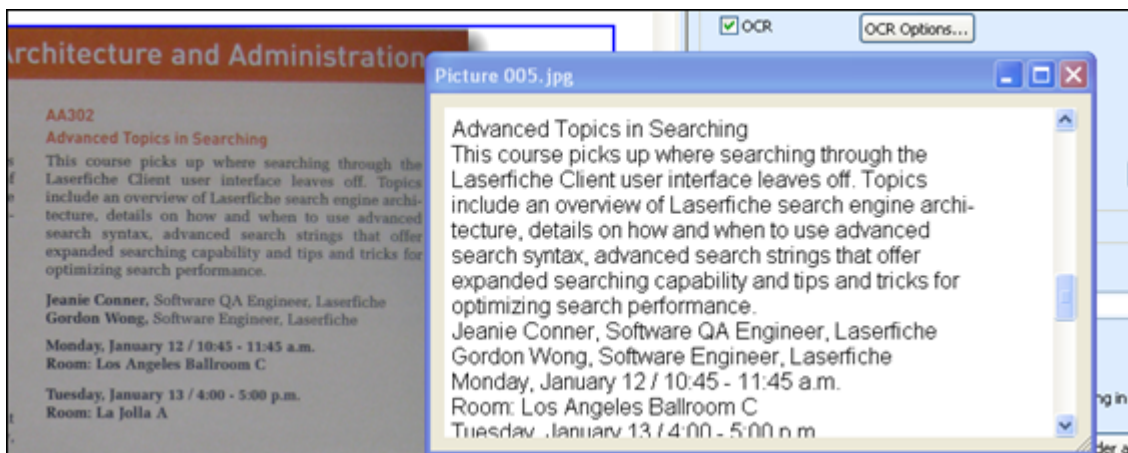 Architecture and Administration
AA302
Advanced Topics in Searching
This course picks up where searching through the
Laserfiche Client user interface leaves off. Topics
include an overview of Laserfiche search engine archi-
tecture, details on how and when to use advanced
search syntax, advanced search strings that offer
expanded searching capability and tips and tricks for
optimizing search performance.
Jeanie Conner, Software QA Engineer, Laserfiche
Gordon Wong, Software Engineer, Laserfiche
Monday, January 12 / 10:45 - 11:45 a.m.
Room: Los Angeles Ballroom C
Tuesday, January 13 / 4:00 - 5:00 p.m.
Room: La Jolla A
OCR
OCR Options...
Picture 005.jpg
Advanced Topics in Searching
This course picks up where searching through the
Laserfiche Client user interface leaves off. Topics
include an overview of Laserfiche search engine archi-
tecture, details on how and when to use advanced
search syntax, advanced search strings that offer
expanded searching capability and tips and tricks for
optimizing search performance.
Jeanie Conner, Software QA Engineer, Laserfiche
Gordon Wong, Software Engineer, Laserfiche
Monday, January 12 / 10:45 - 11:45 a.m.
Room: Los Angeles Ballroom C
Tuesday, January 13 / 4:00 - 5:00 p.m.